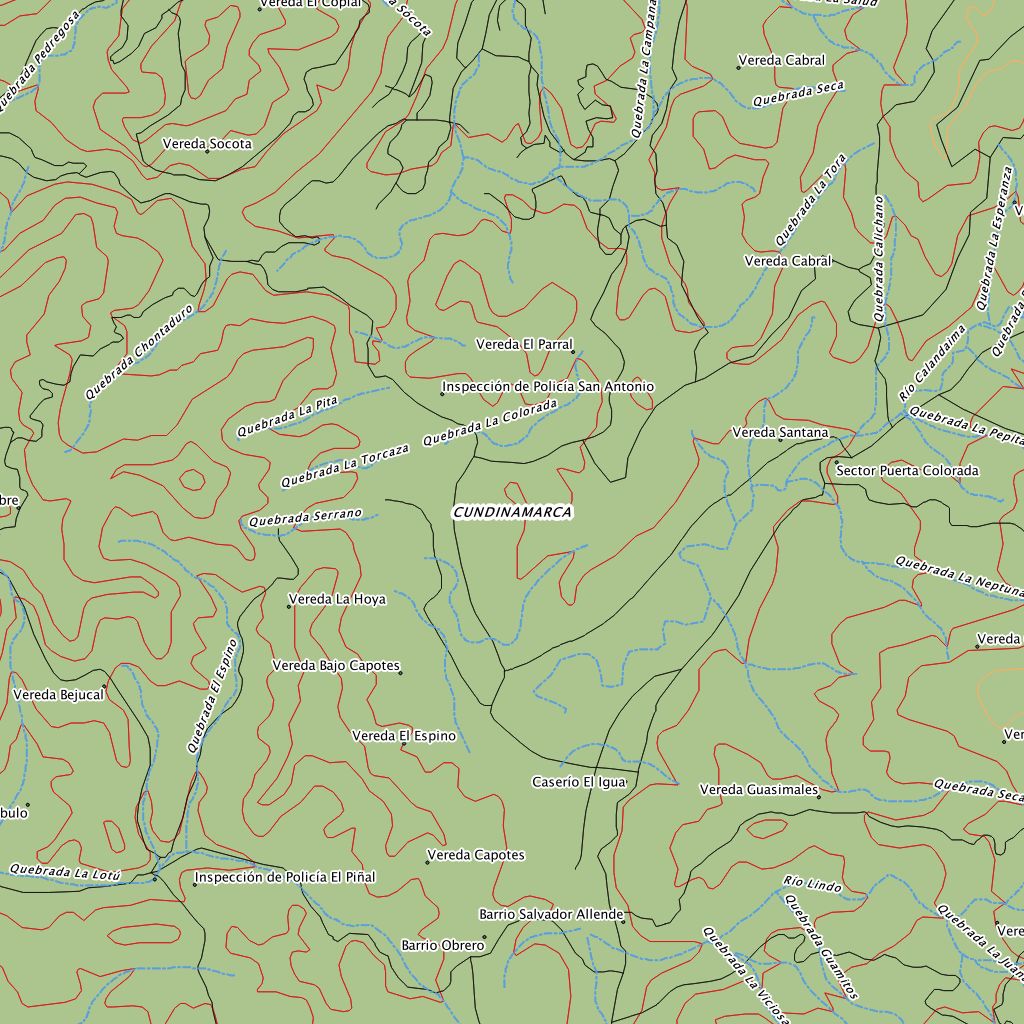 Vereda El Copial
Quebrada Pedregosa
Vereda Cabral
Quebrada La Campana
Quebrada Seca
Vereda Socota
Quebrada La Tora
Quebrada Calichano
Quebrada La Esperanza
Vereda Cabral
Quebrada Chontaduro
Vereda El Parral
Río Calandaima
Inspección de Policía San Antonio
Quebrada La Pita
Quebrada La Colorada
Quebrada La Pepita
Vereda Santana
Quebrada La Torcaza
Sector Puerta Colorada
CUNDINAMARCA
Quebrada Serrano
Quebrada La Neptuna
Vereda La Hoya
Vereda
Vereda Bajo Capotes
Quebrada El Espino
Vereda Bejucal
Vereda El Espino
Caserío El Igua
Vereda Guasimales
Quebrada Seca
Vereda Capotes
Quebrada La Lotú
Inspección de Policía El Piñal
Río Lindo
Barrio Salvador Allende
Quebrada Guamitos
Barrio Obrero
Quebrada La Viciosa
Quebrada La Juana